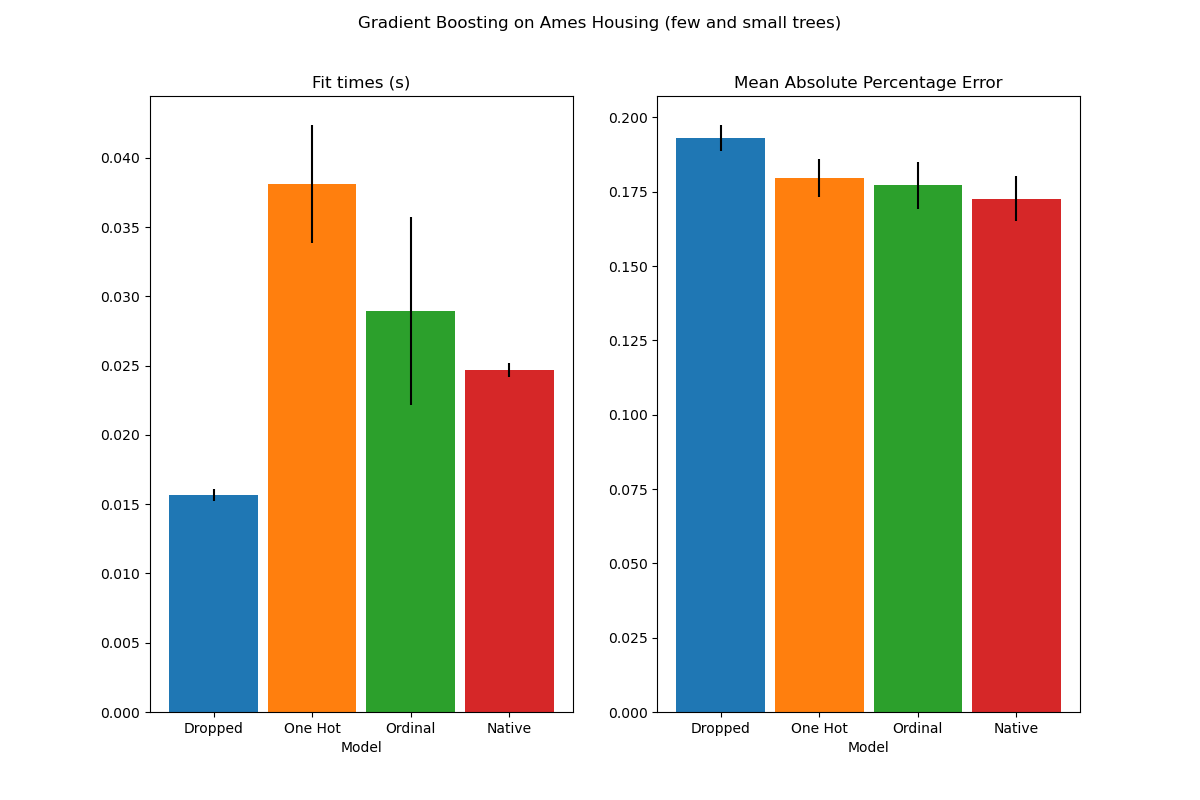 Gradient Boosting on Ames Housing (few and small trees)
Fit times (s)
0.040
0.035
0.030
0.025
0.020
0.015
0.010
0.005
0.000
Dropped One Hot Ordinal Native
Model
Mean Absolute Percentage Error
0.200
0.175
0.150
0.125
0.100
0.075
0.050
0.025
0.000
Dropped One Hot Ordinal Native
Model